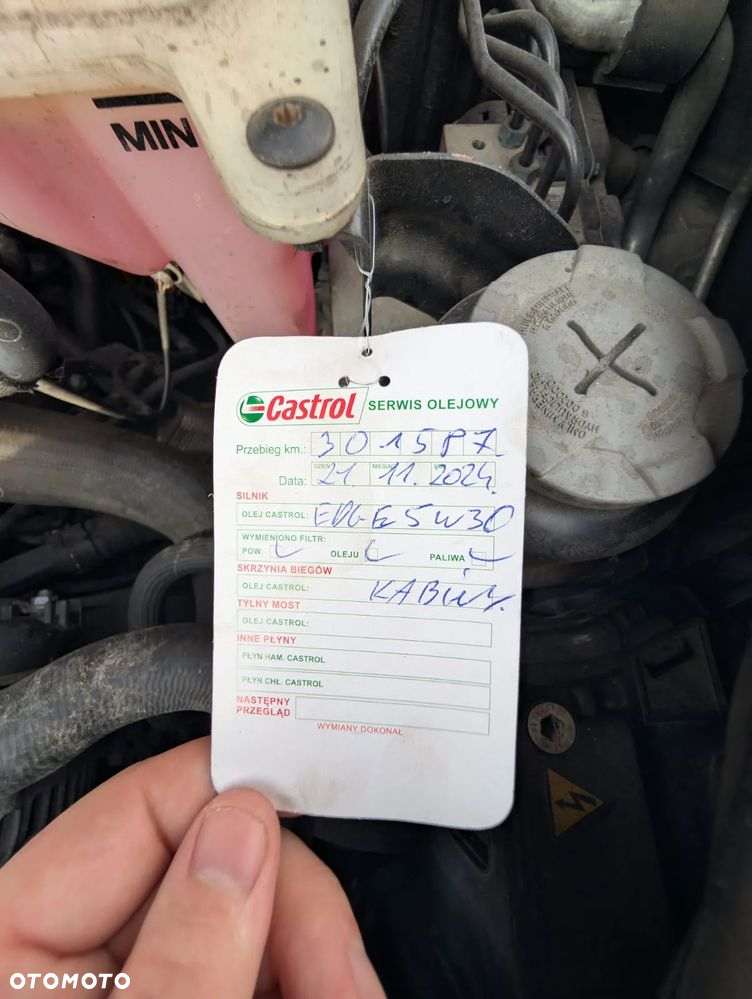 MIN
Castrol SERWIS OLEJOWY
Przebieg km.: 301587
DZIEŃ MIESIĄC
Data: 21. 11. 2024.
SILNIK
OLEJ CASTROL: EDGE 5W30
WYMIENIONO FILTR:
POW. OLEJU PALIWA
SKRZYNIA BIEGÓW
OLEJ CASTROL: KABIN.
TYLNY MOST
OLEJ CASTROL:
INNE PŁYNY
PŁYN HAM. CASTROL
PŁYN CHŁ. CASTROL
NASTĘPNY
PRZEGLĄD
WYMIANY DOKONAŁ
OTOMOTO